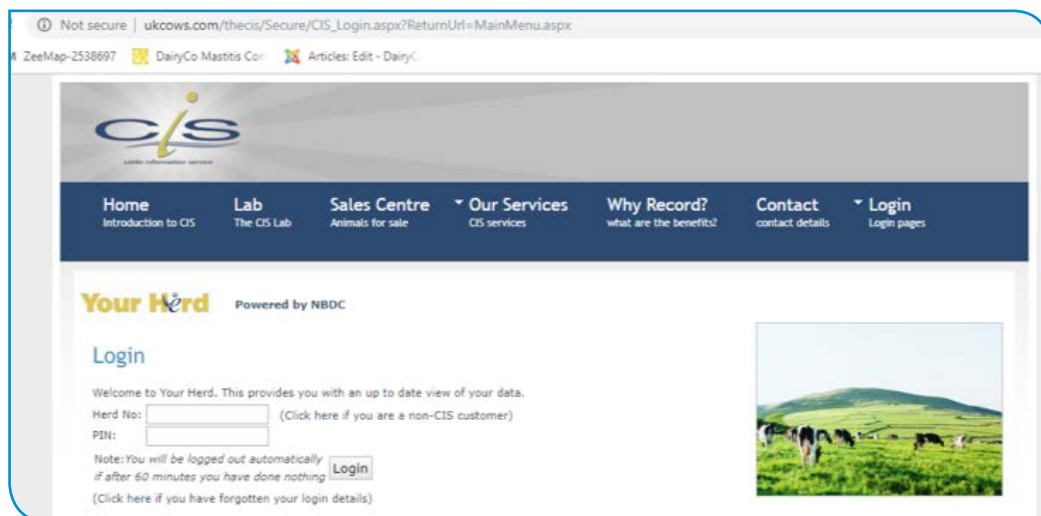 Not secure | ukcows.com/thecis/Secure/CIS_Login.aspx?ReturnUrl=MainMenu.aspx
ZeeMap-2538697 DairyCo Mastitis Con Articles: Edit - DairyC
cis
cattle information service
Home Lab Sales Centre Our Services Why Record? Contact Login
Introduction to CIS The CIS Lab Animals for sale CIS services what are the benefits? contact details Login pages
Your Herd Powered by NBDC
Login
Welcome to Your Herd. This provides you with an up to date view of your data.
Herd No: (Click here if you are a non-CIS customer)
PIN:
Note:You will be logged out automatically
if after 60 minutes you have done nothing Login
(Click here if you have forgotten your login details)